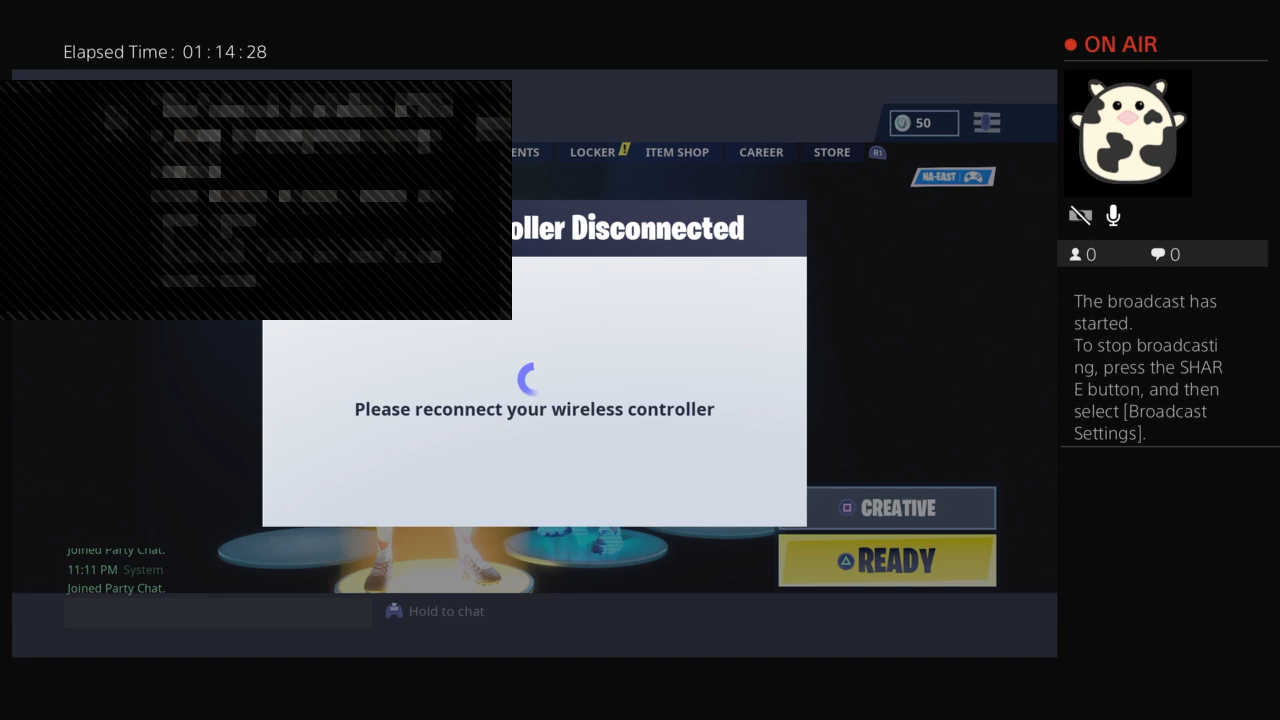 Elapsed Time: 01:14:28
ON AIR
50
ENTS LOCKER ! ITEM SHOP CAREER STORE R1
NA-EAST
oller Disconnected
0 0
The broadcast has
started.
To stop broadcasti
ng, press the SHAR
E button, and then
select [Broadcast
Settings].
Please reconnect your wireless controller
CREATIVE
READY
Joined Party Chat.
11:11 PM System
Joined Party Chat.
Hold to chat